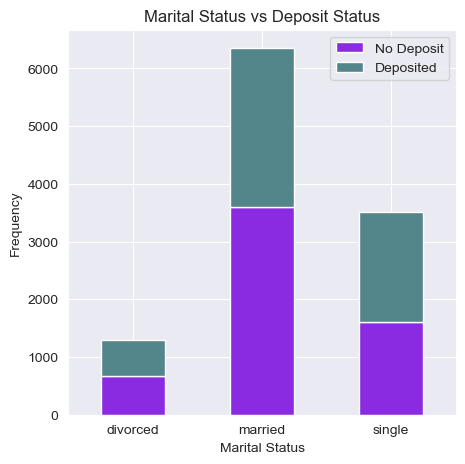 Marital Status vs Deposit Status
No Deposit
Deposited
6000
5000
4000
3000
2000
1000
0
Frequency
divorced
married
single
Marital Status